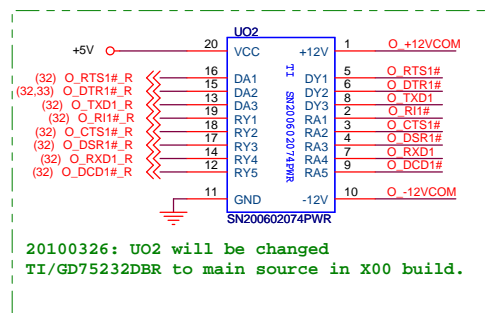 UO2
+5V 20 VCC +12V 1 O_+12VCOM
(32) O_RTS1#_R 16 DA1 DY1 5 O_RTS1#
(32,33) O_DTR1#_R 15 DA2 DY2 6 O_DTR1#
(32) O_TXD1_R 13 DA3 DY3 8 O_TXD1
(32) O_RI1#_R 19 RY1 RA1 2 O_RI1#
(32) O_CTS1#_R 18 RY2 RA2 3 O_CTS1#
(32) O_DSR1#_R 17 RY3 RA3 4 O_DSR1#
(32) O_RXD1_R 14 RY4 RA4 7 O_RXD1
(32) O_DCD1#_R 12 RY5 RA5 9 O_DCD1#
TI SN200602074PWR
11 GND -12V 10 O_-12VCOM
SN200602074PWR
20100326: UO2 will be changed
TI/GD75232DBR to main source in X00 build.